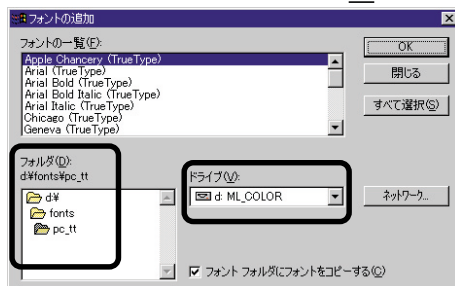 フォントの追加
フォントの一覧(F):
Apple Chancery (TrueType)
Arial (TrueType)
Arial Bold (TrueType)
Arial Bold Italic (TrueType)
Arial Italic (TrueType)
Chicago (TrueType)
Geneva (TrueType)
OK
閉じる
すべて選択(S)
フォルダ(D):
d:¥fonts¥pc_tt
d:¥
fonts
pc_tt
ドライブ(V):
d: ML_COLOR
ネットワーク...
フォント フォルダにフォントをコピーする(C)